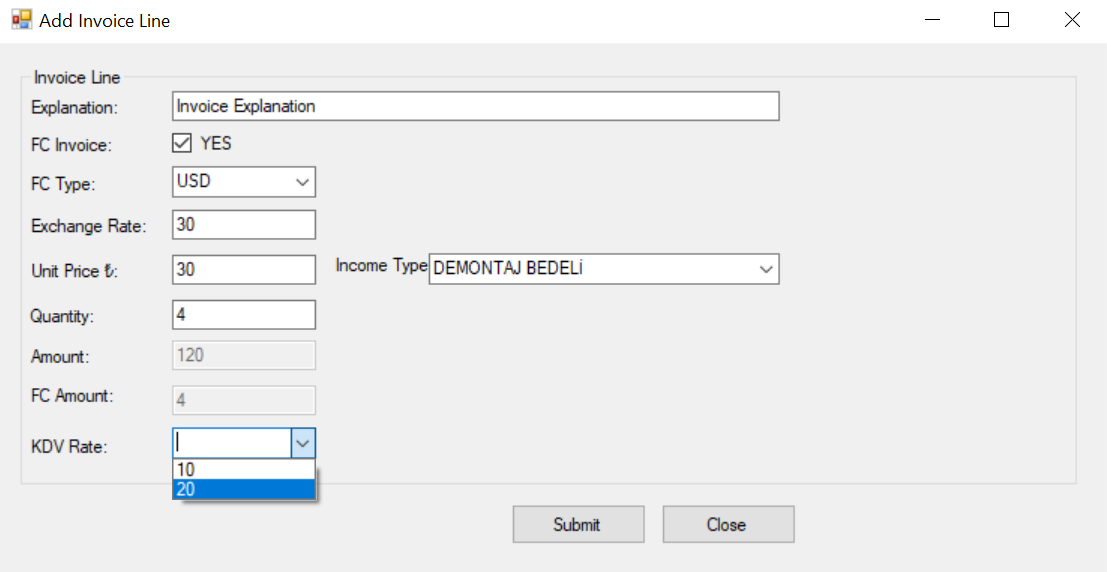 Add Invoice Line
Invoice Line
Explanation: Invoice Explanation
FC Invoice: YES
FC Type: USD
Exchange Rate: 30
Unit Price ₺: 30 Income Type DEMONTAJ BEDELİ
Quantity: 4
Amount: 120
FC Amount: 4
KDV Rate:
10
20
Submit Close